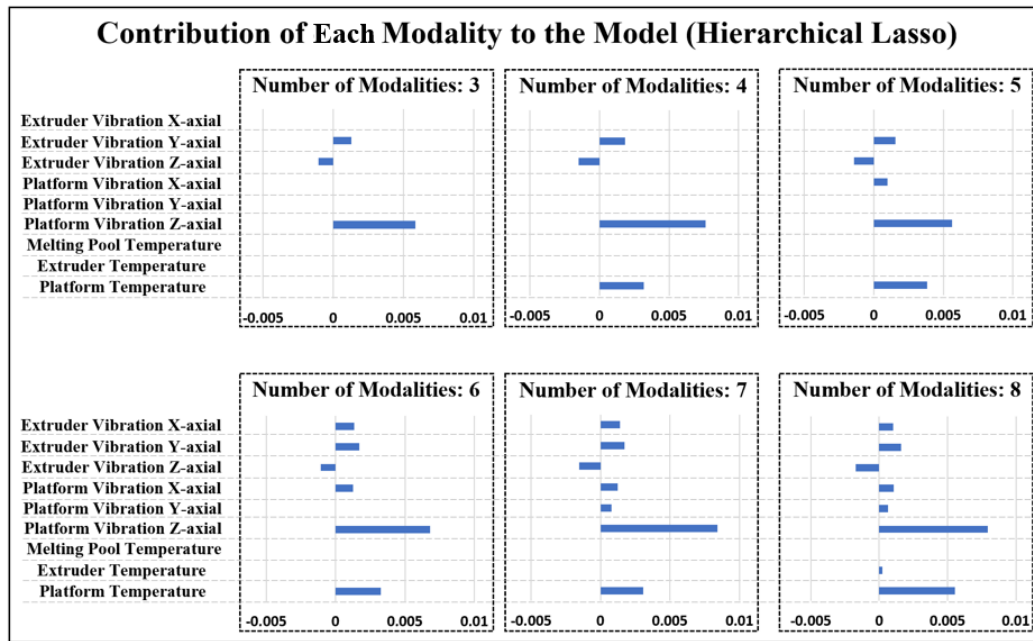 Contribution of Each Modality to the Model (Hierarchical Lasso)
Number of Modalities: 3
Number of Modalities: 4
Number of Modalities: 5
Extruder Vibration X-axial
Extruder Vibration Y-axial
Extruder Vibration Z-axial
Platform Vibration X-axial
Platform Vibration Y-axial
Platform Vibration Z-axial
Melting Pool Temperature
Extruder Temperature
Platform Temperature
-0.005 0 0.005 0.01
-0.005 0 0.005 0.01
-0.005 0 0.005 0.01
Number of Modalities: 6
Number of Modalities: 7
Number of Modalities: 8
Extruder Vibration X-axial
Extruder Vibration Y-axial
Extruder Vibration Z-axial
Platform Vibration X-axial
Platform Vibration Y-axial
Platform Vibration Z-axial
Melting Pool Temperature
Extruder Temperature
Platform Temperature
-0.005 0 0.005 0.01
-0.005 0 0.005 0.01
-0.005 0 0.005 0.01